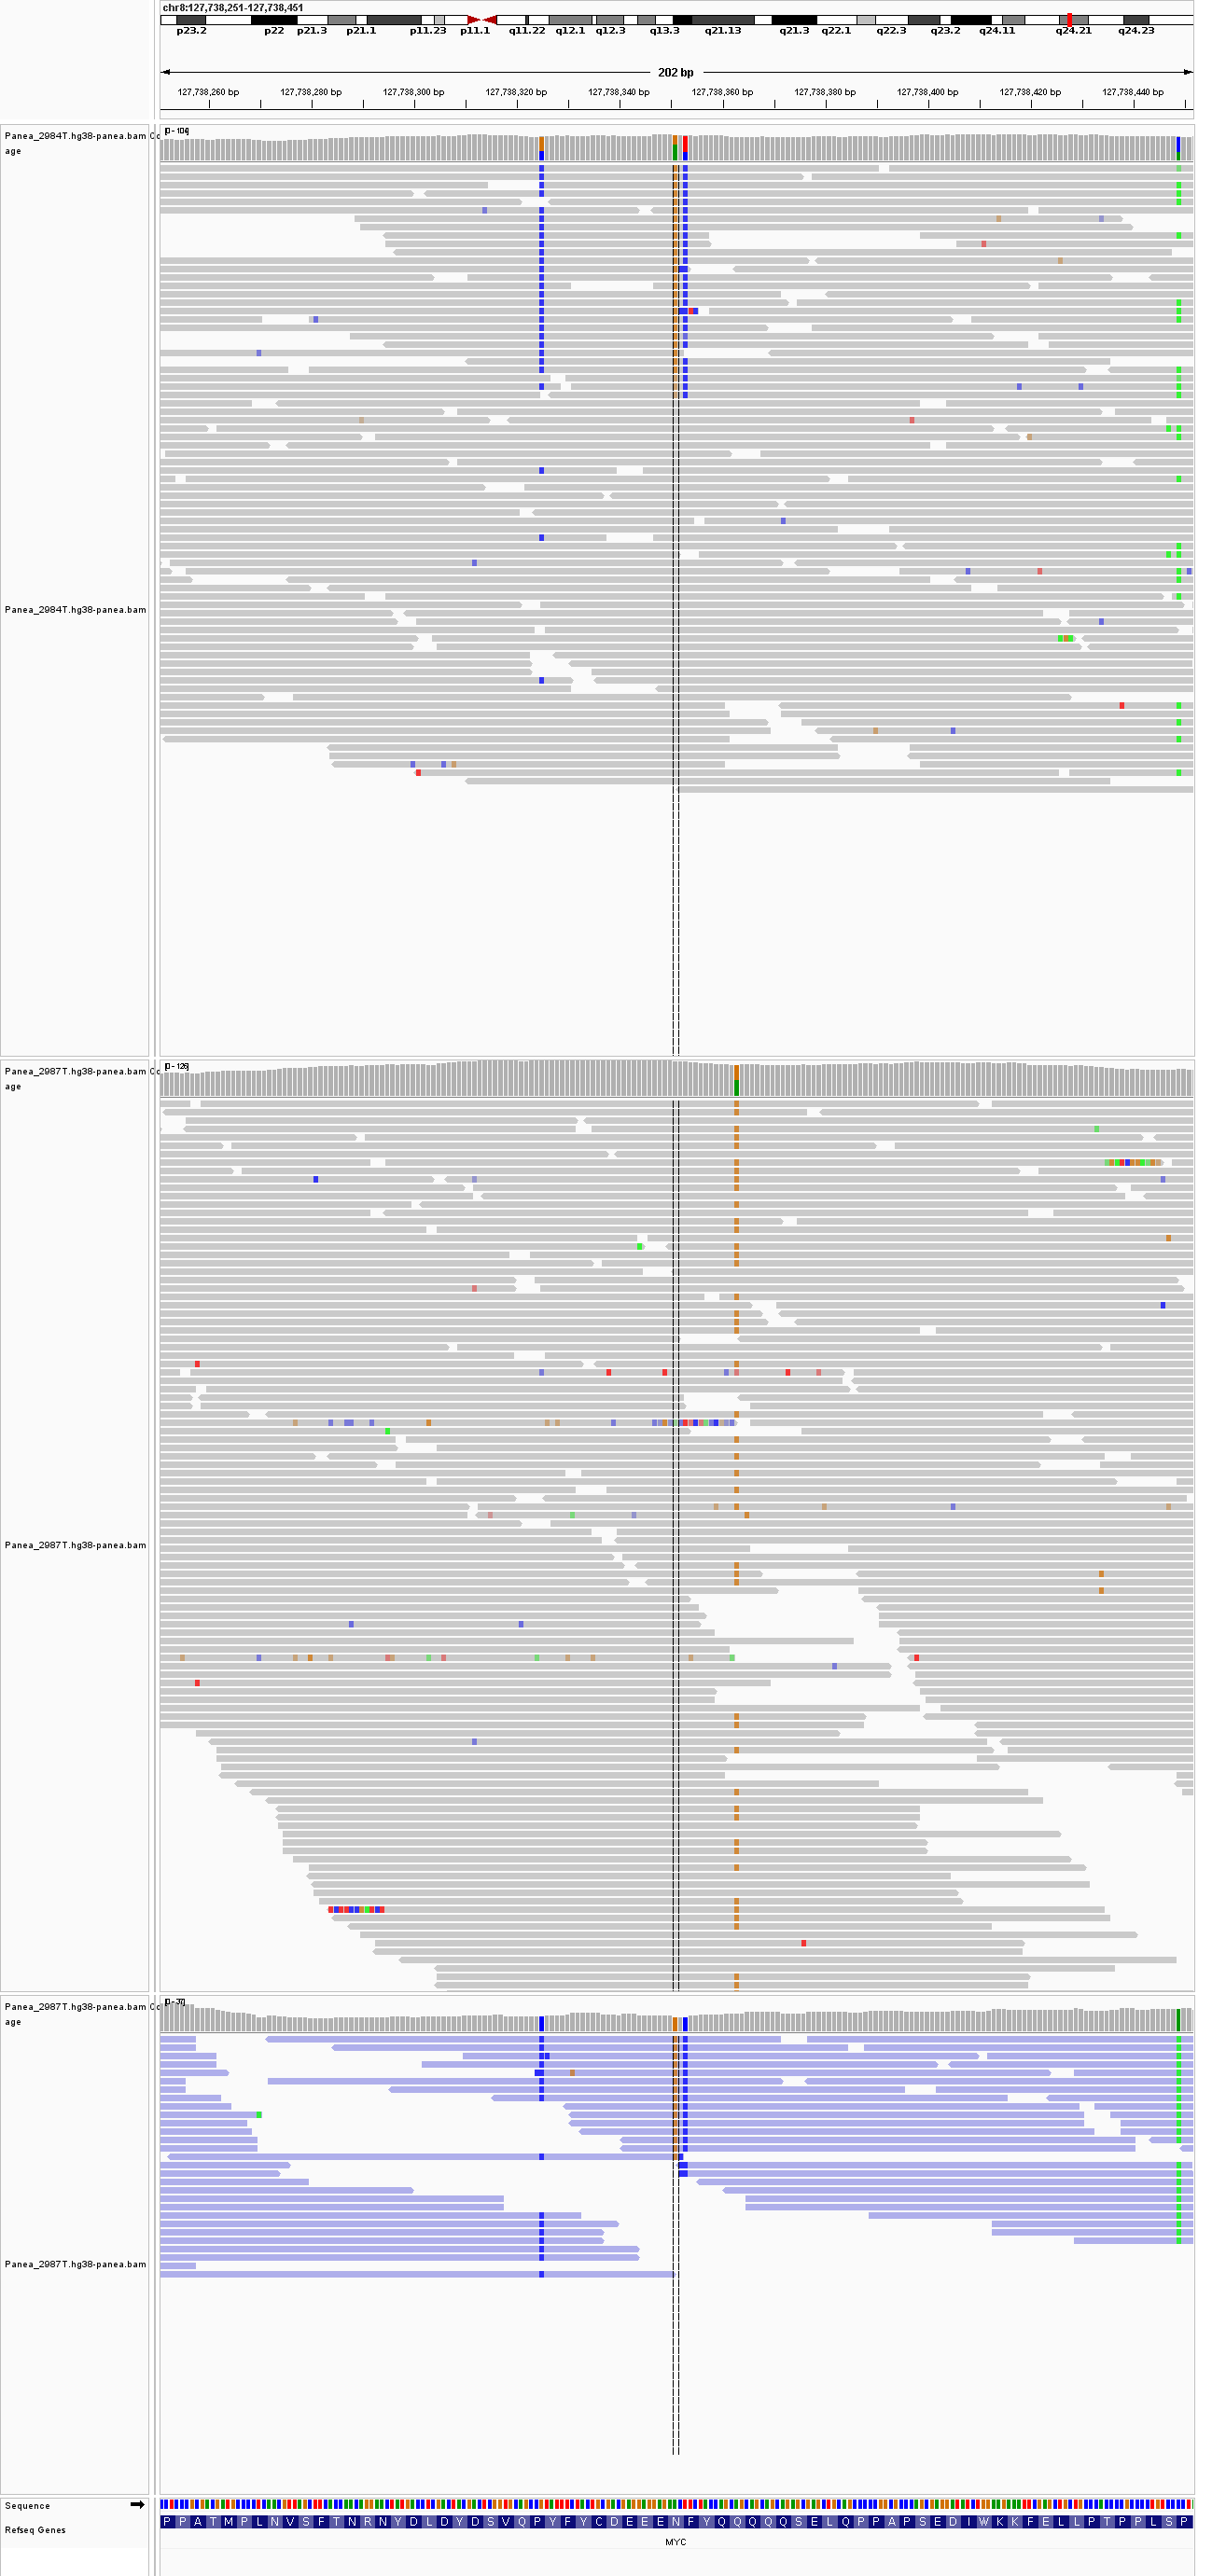 chr8:127,738,251-127,738,451
p23.2 p22 p21.3 p21.1 p11.23 p11.1 q11.22 q12.1 q12.3 q13.3 q21.13 q21.3 q22.1 q22.3 q23.2 q24.11 q24.21 q24.23
202 bp
127,738,260 bp 127,738,280 bp 127,738,300 bp 127,738,320 bp 127,738,340 bp 127,738,360 bp 127,738,380 bp 127,738,400 bp 127,738,420 bp 127,738,440 bp
Panea_2984T.hg38-panea.bam Co
age
[0 - 104]
Panea_2984T.hg38-panea.bam
Panea_2987T.hg38-panea.bam Co
age
[0 - 126]
Panea_2987T.hg38-panea.bam
Panea_2987T.hg38-panea.bam Co
age
[0 - 37]
Panea_2987T.hg38-panea.bam
Sequence
Refseq Genes
P P A T M P L N V S F T N R N Y D L D Y D S V Q P Y F Y C D E E E N F Y Q Q Q Q Q S E L Q P P A P S E D I W K K F E L L P T P P L S P
MYC